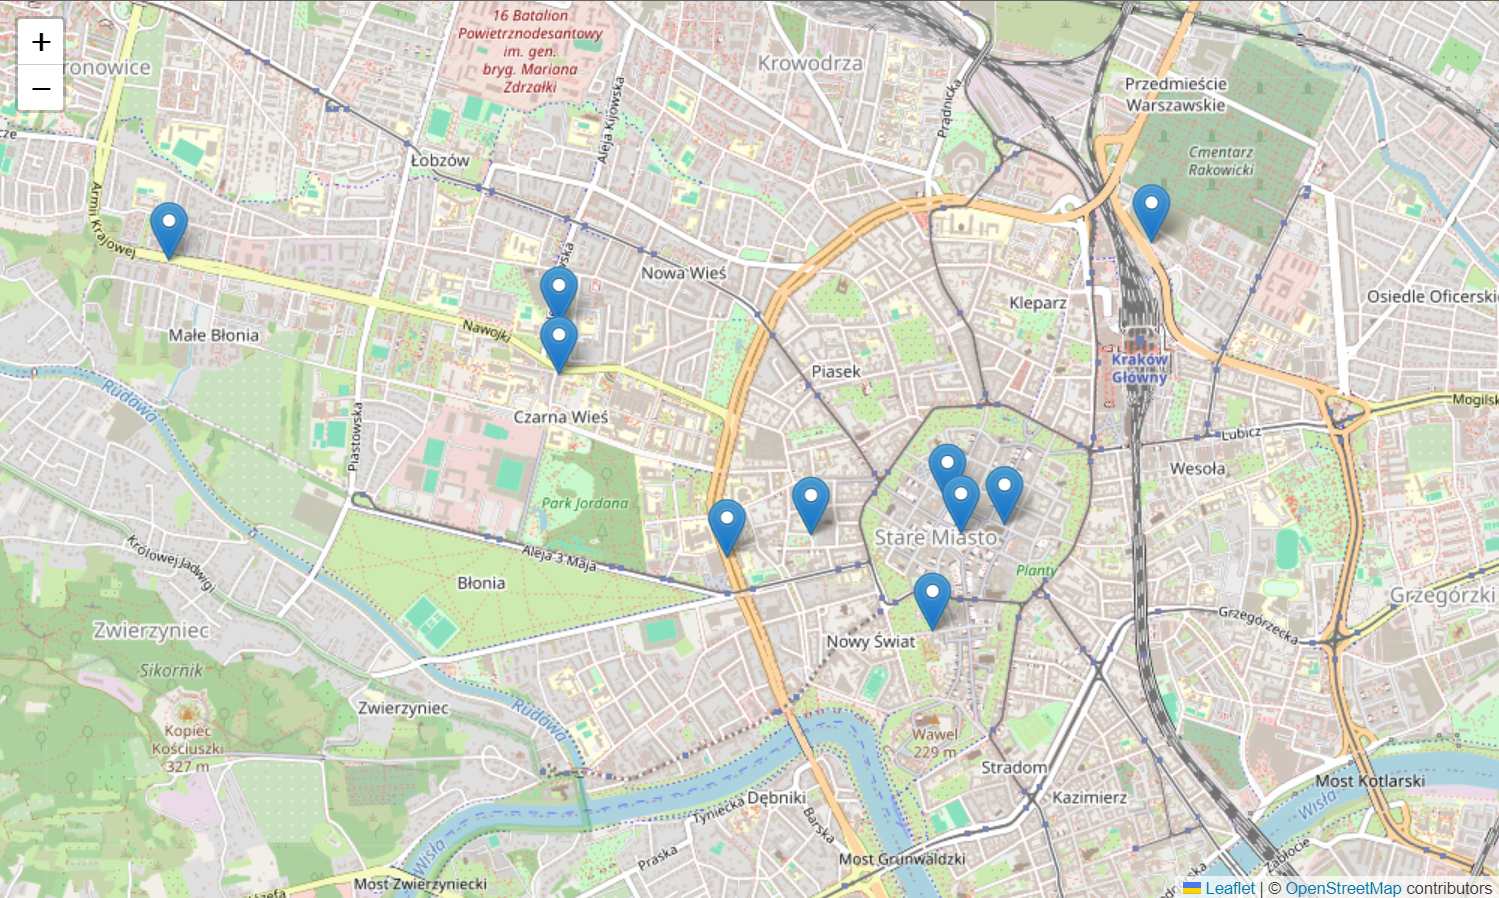 +
−
16 Batalion
Powietrznodesantowy
im. gen.
bryg. Mariana
Zdrzałki
ronowice
Krowodrza
Przedmieście
Warszawskie
Prądnicka
Aleja Kijowska
cze
Łobzów
Cmentarz
Rakowicki
Armii Krajowej
wska
Nowa Wieś
Kleparz
Osiedle Oficerskie
Małe Błonia
Nawojki
Rudawa
Piasek
Kraków
Główny
Mogilsk
Czarna Wieś
Piastowska
Lubicz
Wesoła
Park Jordana
Stare Miasto
Królowej Jadwigi
Aleja 3 Maja
Planty
Błonia
Grzegórzki
Grzegórzecka
Zwierzyniec
Nowy Świat
Sikornik
Zwierzyniec
Rudawa
Kopiec
Kościuszki
327 m
Wawel
229 m
Stradom
Most Kotlarski
Dębniki
Kazimierz
Tyniecka
Barska
Wisła
Wisła
Praska
Most Grunwaldzki
Zabłocie
Most Zwierzyniecki
zefa
Leaflet | © OpenStreetMap contributors